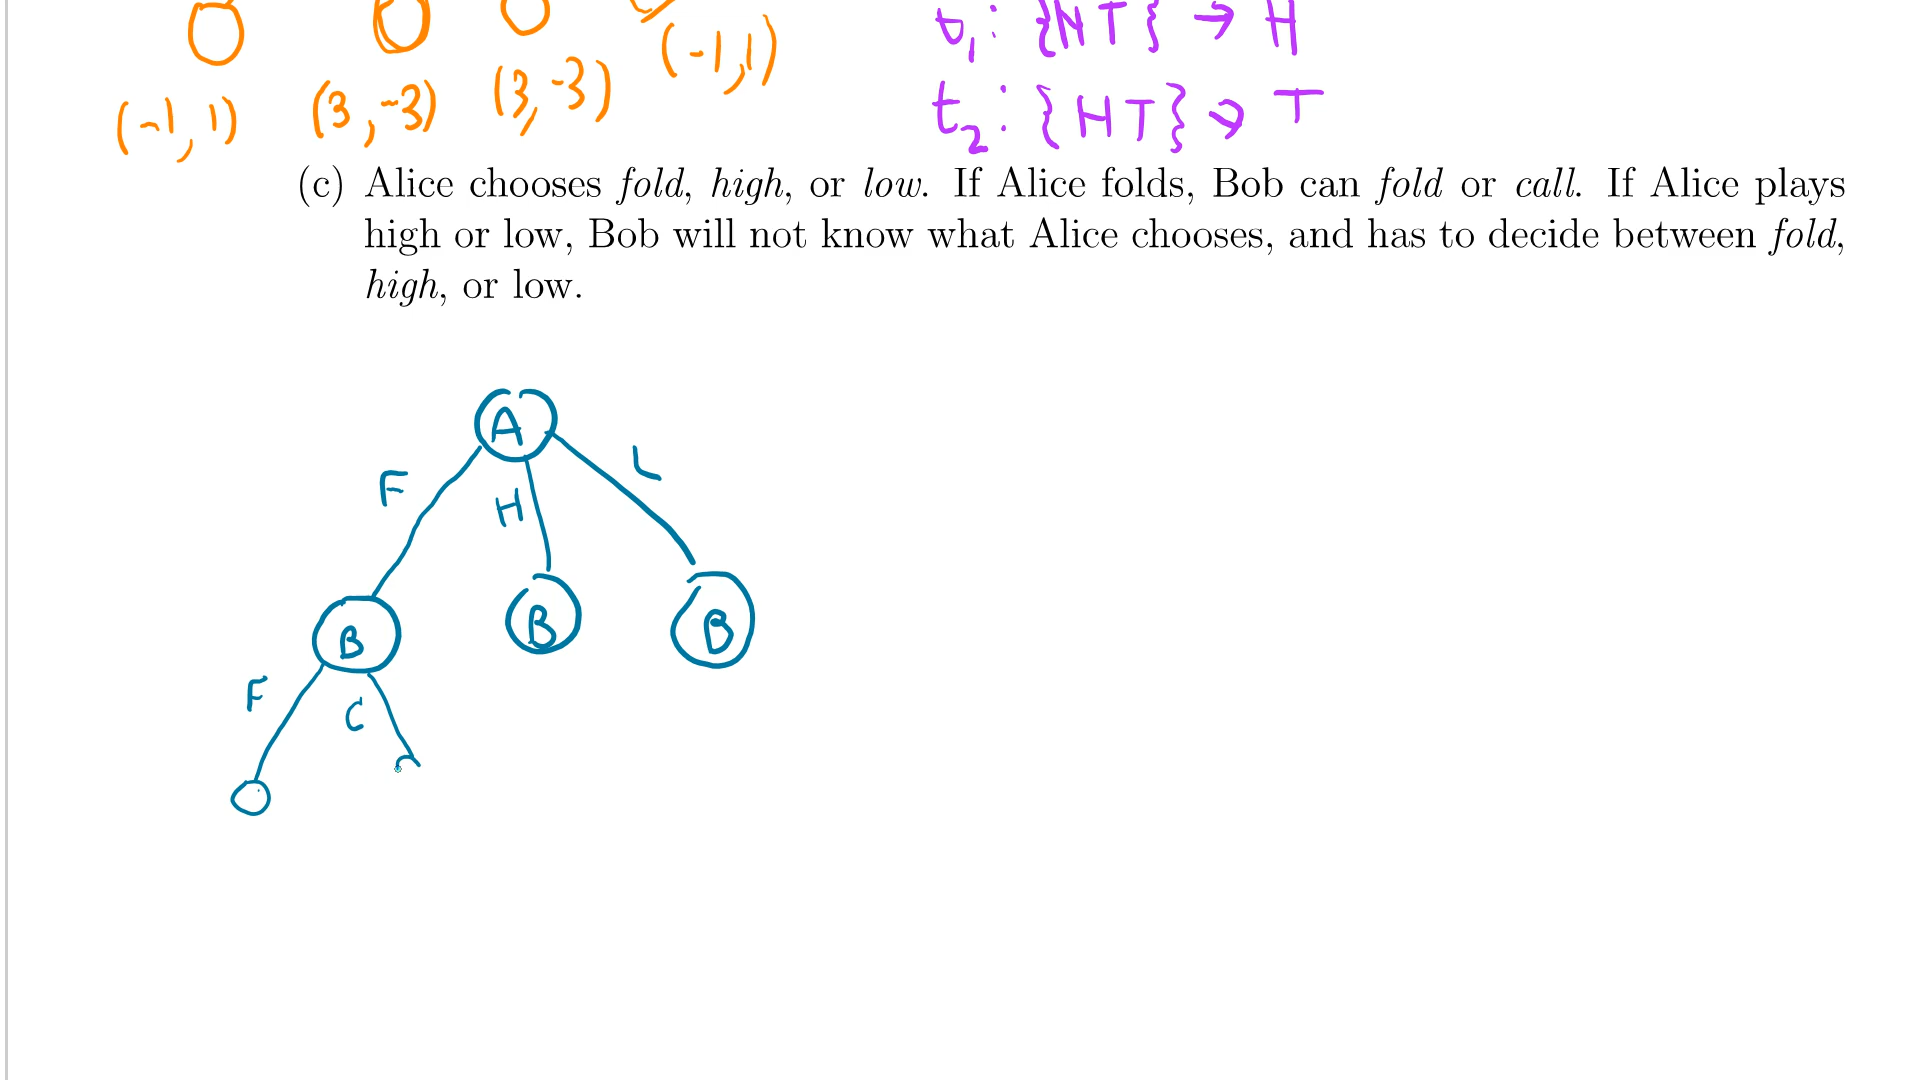 (-1, 1) (3, -3) (3, -3) (-1, 1)
t₁: {HT} → H
t₂: {HT} → T
(c) Alice chooses fold, high, or low. If Alice folds, Bob can fold or call. If Alice plays
high or low, Bob will not know what Alice chooses, and has to decide between fold,
high, or low.
A
F H L
B B B
F C